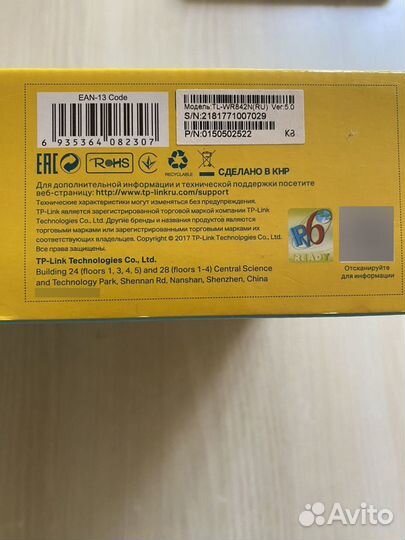 EAN-13 Code
6 935364 082307
Модель:TL-WR842N(RU) Ver:5.0
S/N:2181771007029
P/N:0150502522 K8
EAC
RoHS
RECYCLABLE
СДЕЛАНО В КНР
Для дополнительной информации и технической поддержки посетите
веб-страницу: http://www.tp-linkru.com/support
Технические характеристики могут изменяться без предупреждения.
TP-Link является зарегистрированной торговой маркой компании TP-Link
Technologies Co., Ltd. Другие бренды и названия продуктов являются
торговыми марками или зарегистрированными торговыми марками их
соответствующих владельцев. Copyright © 2017 TP-Link Technologies Co., Ltd.
Все права защищены.
IPv6
READY
Отсканируйте
для информации
TP-Link Technologies Co., Ltd.
Building 24 (floors 1, 3, 4, 5) and 28 (floors 1-4) Central Science
and Technology Park, Shennan Rd, Nanshan, Shenzhen, China
Avito